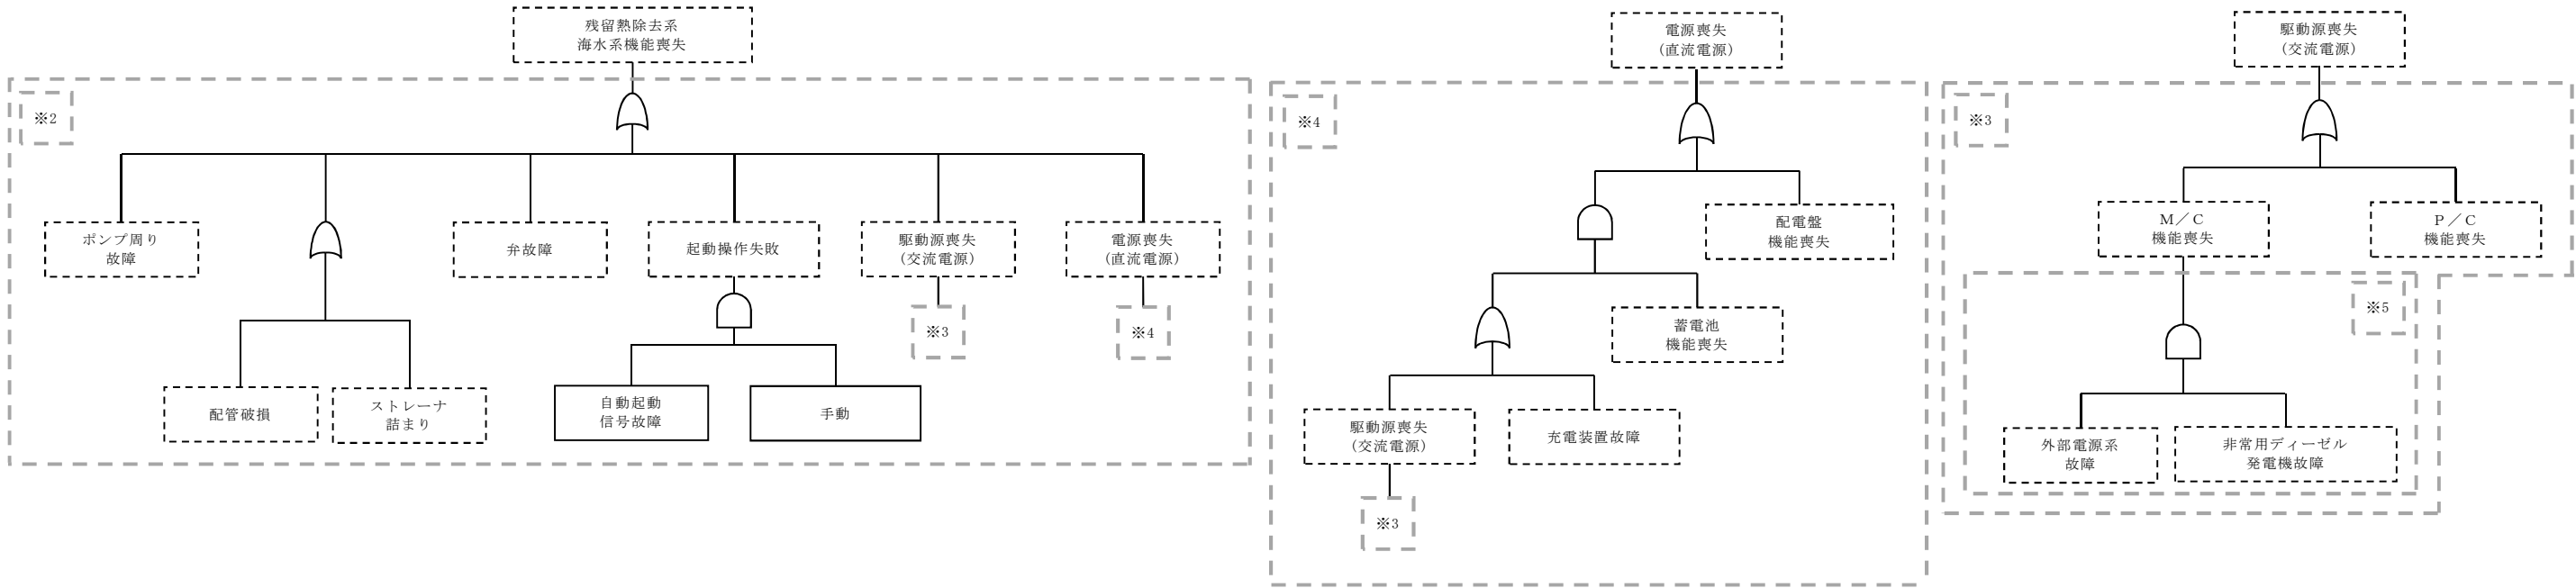 残留熱除去系
海水系機能喪失
※2
ポンプ周り
故障
弁故障
起動操作失敗
駆動源喪失
(交流電源)
電源喪失
(直流電源)
※3
※4
配管破損
ストレーナ
詰まり
自動起動
信号故障
手動
電源喪失
(直流電源)
※4
配電盤
機能喪失
蓄電池
機能喪失
駆動源喪失
(交流電源)
充電装置故障
※3
駆動源喪失
(交流電源)
※3
M/C
機能喪失
P/C
機能喪失
※5
外部電源系
故障
非常用ディーゼル
発電機故障